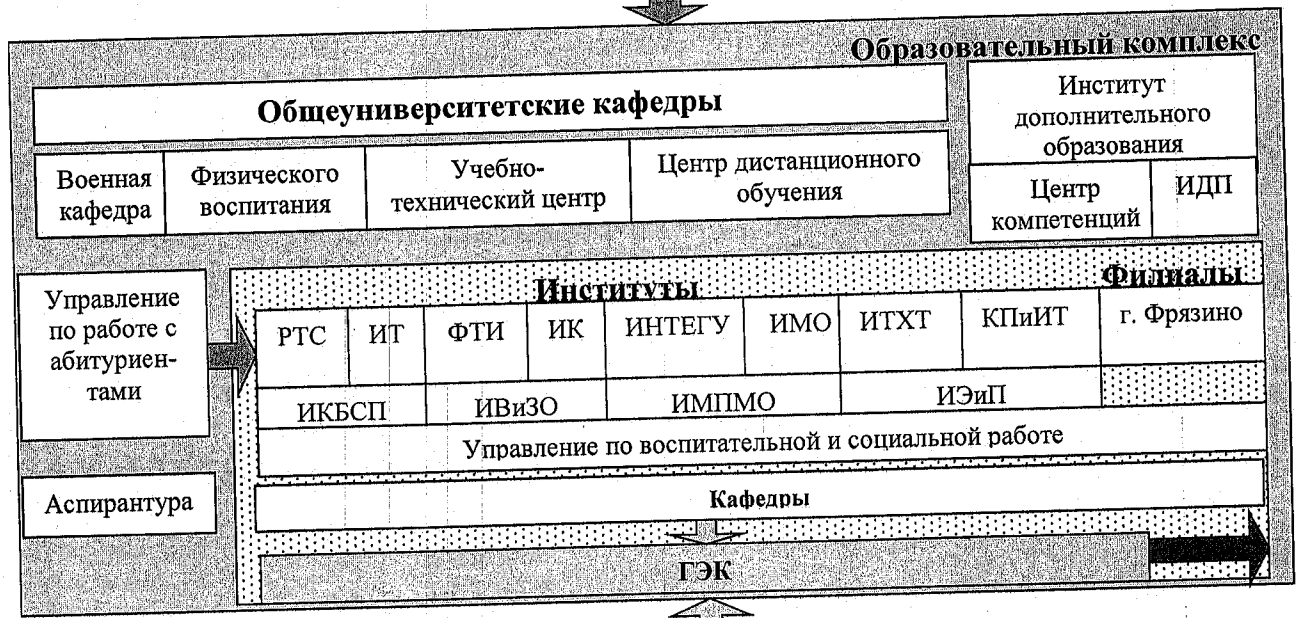 Образовательный комплекс
Общеуниверситетские кафедры
Военная
кафедра
Физического
воспитания
Учебно-
технический центр
Центр дистанционного
обучения
Институт
дополнительного
образования
Центр
компетенций
ИДП
Управление
по работе с
абитуриен-
тами
Аспирантура
Институты
Филиалы
РТС
ИТ
ФТИ
ИК
ИНТЕГУ
ИМО
ИТХТ
КПиИТ
г. Фрязино
ИКБСП
ИВиЗО
ИМПМО
ИЭиП
Управление по воспитательной и социальной работе
Кафедры
ГЭК